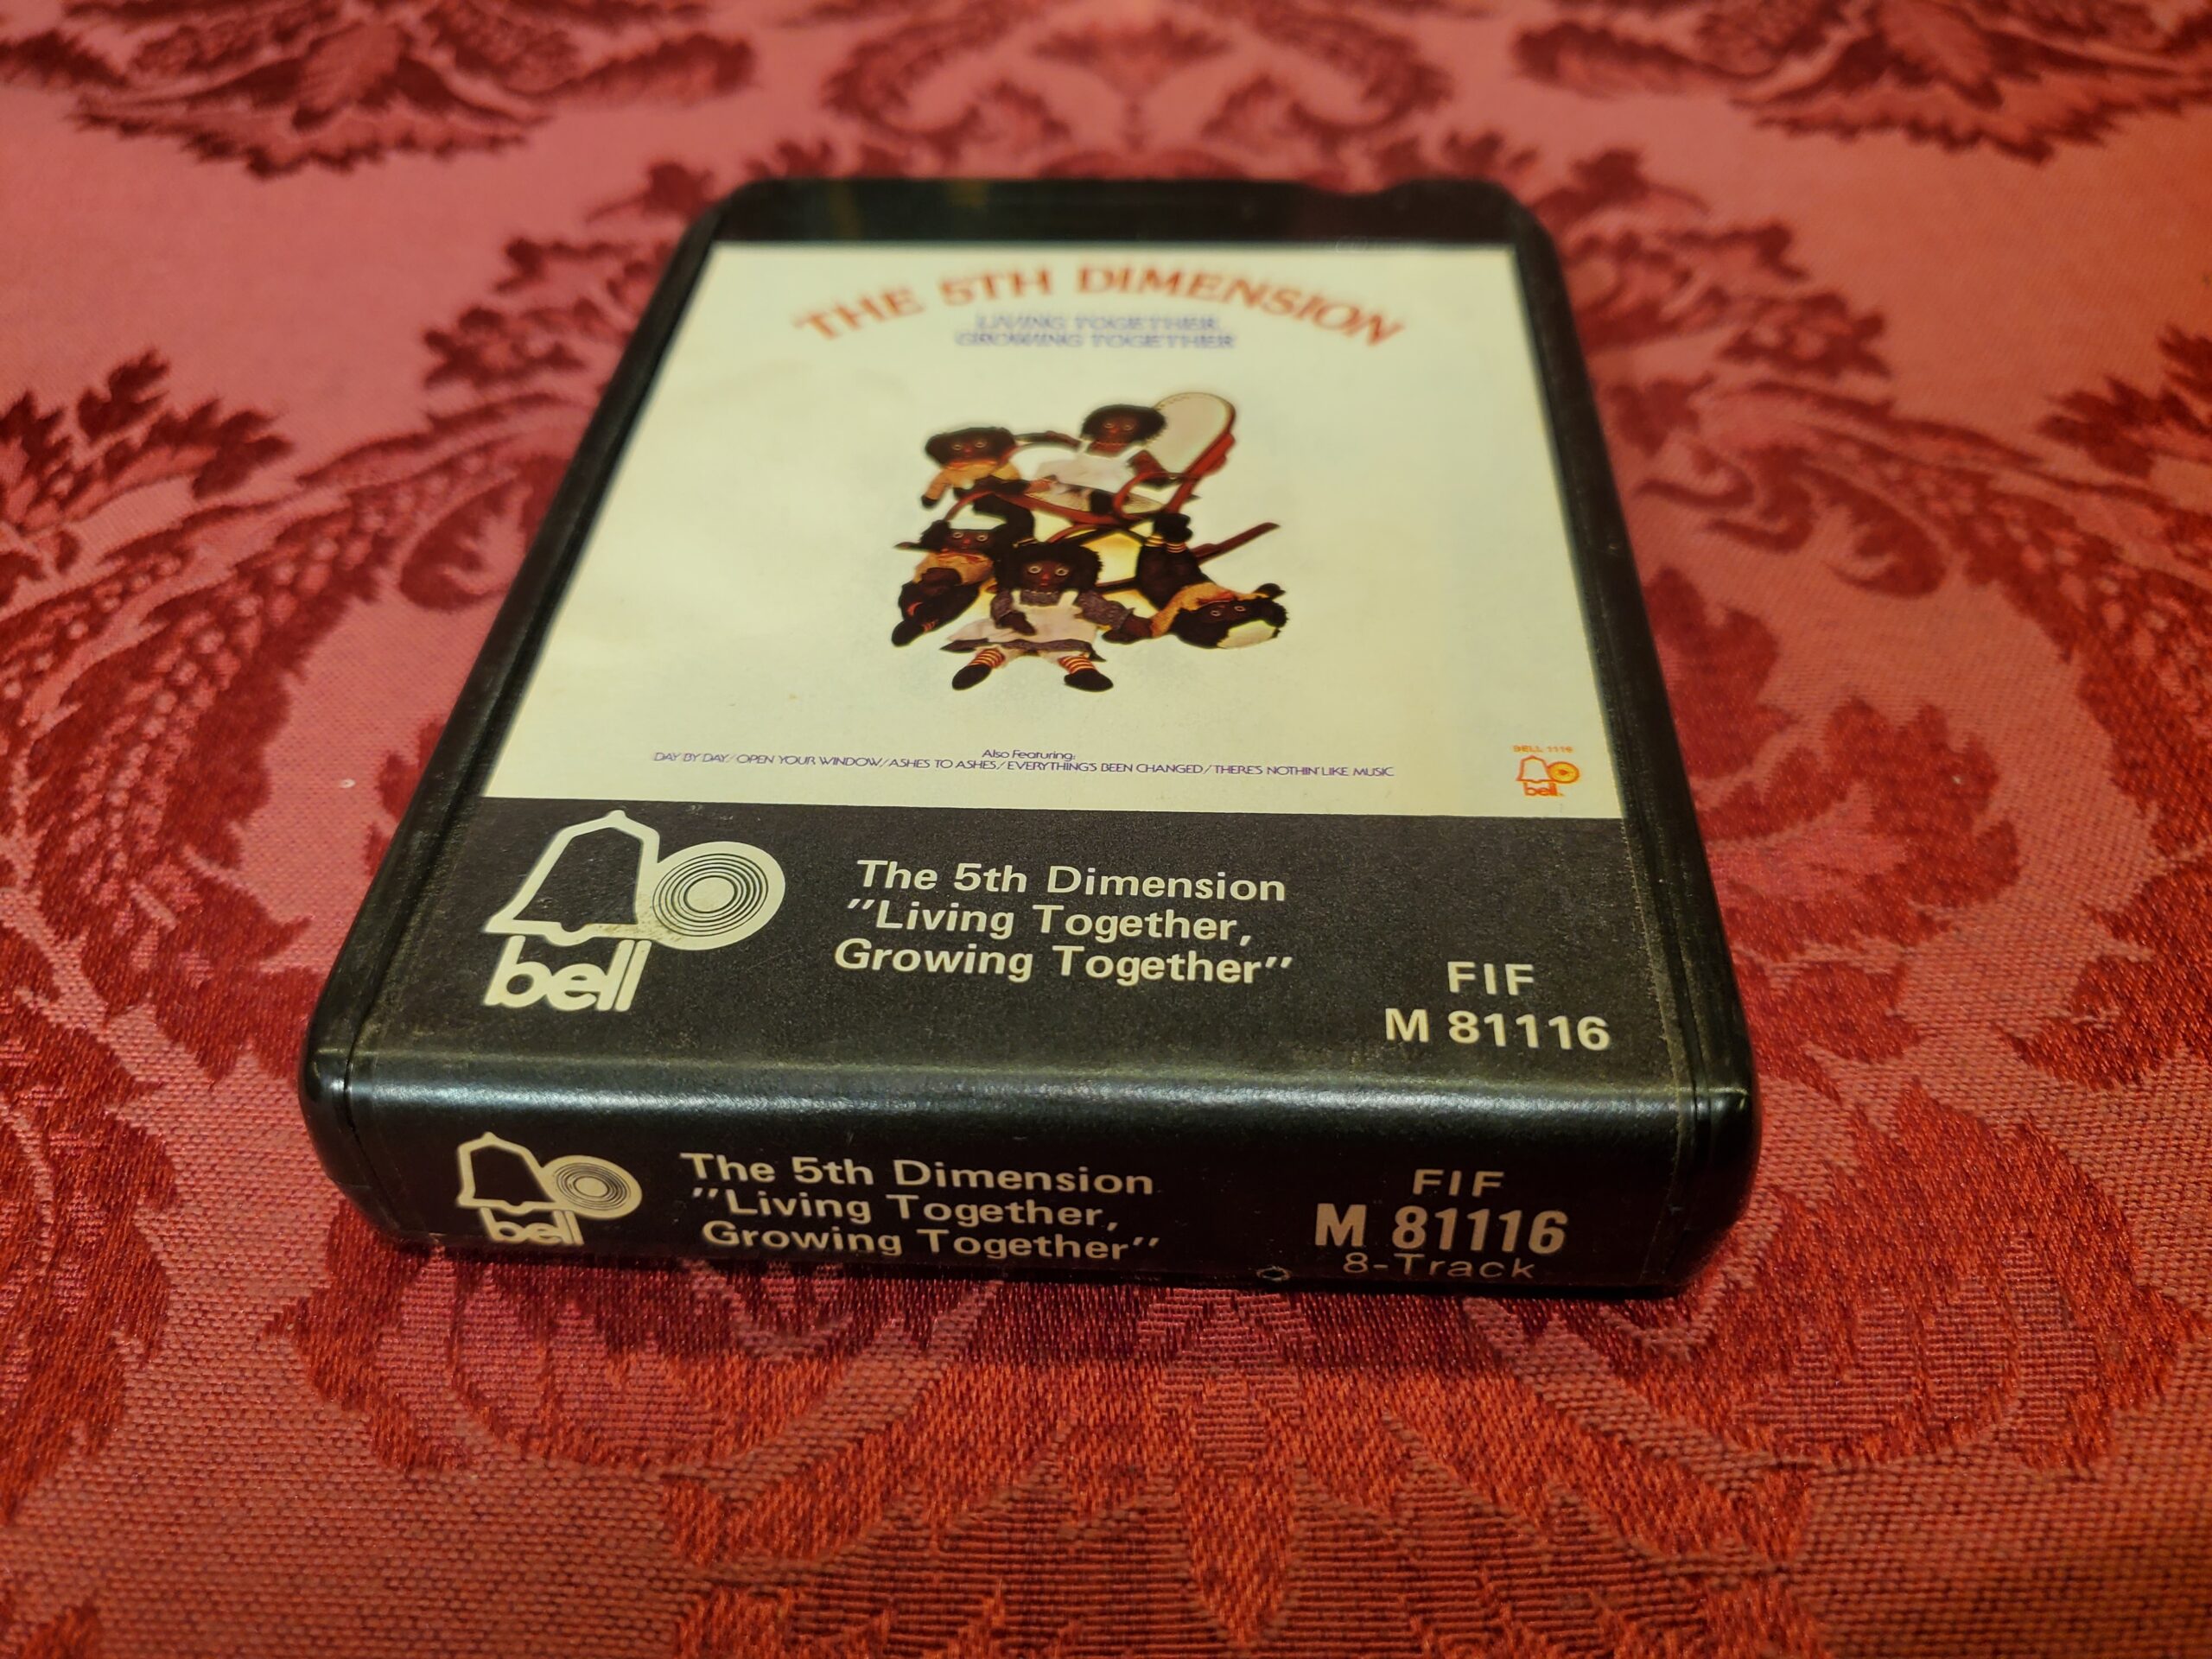 THE 5TH DIMENSION
LIVING TOGETHER,
GROWING TOGETHER
Also Featuring:
DAY BY DAY/OPEN YOUR WINDOW/ASHES TO ASHES/EVERYTHING'S BEEN CHANGED/THERE'S NOTHIN' LIKE MUSIC
BELL 1116
bell
bell
The 5th Dimension
"Living Together,
Growing Together"
FIF
M 81116
bell
The 5th Dimension
"Living Together,
Growing Together"
FIF
M 81116
8-Track